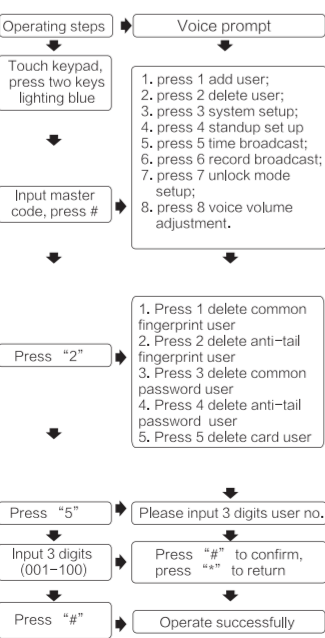 Operating steps
Voice prompt
Touch keypad,
press two keys
lighting blue
1. press 1 add user;
2. press 2 delete user;
3. press 3 system setup;
4. press 4 standup set up
5. press 5 time broadcast;
6. press 6 record broadcast;
7. press 7 unlock mode
setup;
8. press 8 voice volume
adjustment.
Input master
code, press #
Press “2”
1. Press 1 delete common
fingerprint user
2. Press 2 delete anti-tail
fingerprint user
3. Press 3 delete common
password user
4. Press 4 delete anti-tail
password user
5. Press 5 delete card user
Press “5”
Please input 3 digits user no.
Input 3 digits
(001-100)
Press “#” to confirm,
press “*” to return
Press “#”
Operate successfully